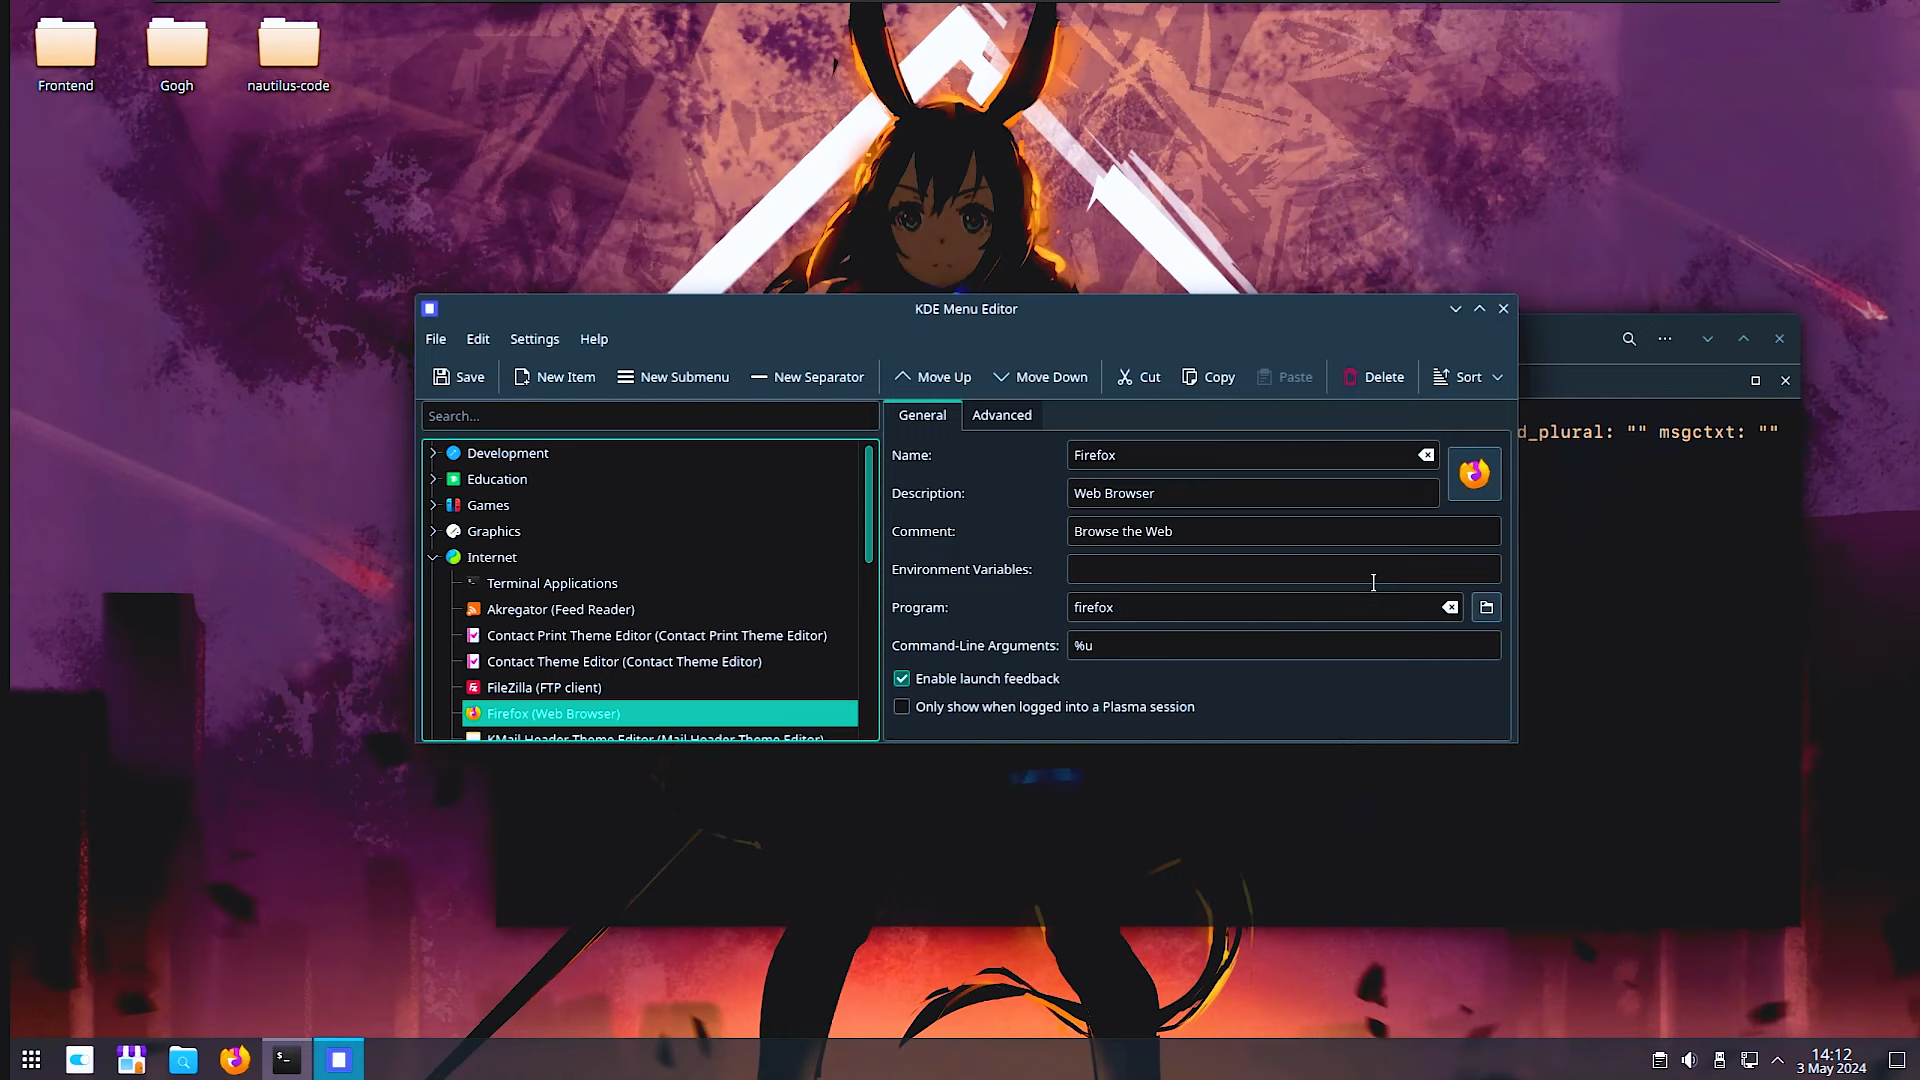 Frontend
Gogh
nautilus-code
KDE Menu Editor
File Edit Settings Help
Save New Item New Submenu New Separator Move Up Move Down Cut Copy Paste Delete Sort
Search...
General Advanced
Development
Education
Games
Graphics
Internet
Terminal Applications
Akregator (Feed Reader)
Contact Print Theme Editor (Contact Print Theme Editor)
Contact Theme Editor (Contact Theme Editor)
FileZilla (FTP client)
Firefox (Web Browser)
KMail Header Theme Editor (Mail Header Theme Editor)
Name: Firefox
Description: Web Browser
Comment: Browse the Web
Environment Variables:
Program: firefox
Command-Line Arguments: %u
Enable launch feedback
Only show when logged into a Plasma session
d_plural: "" msgctxt: ""
14:12
3 May 2024